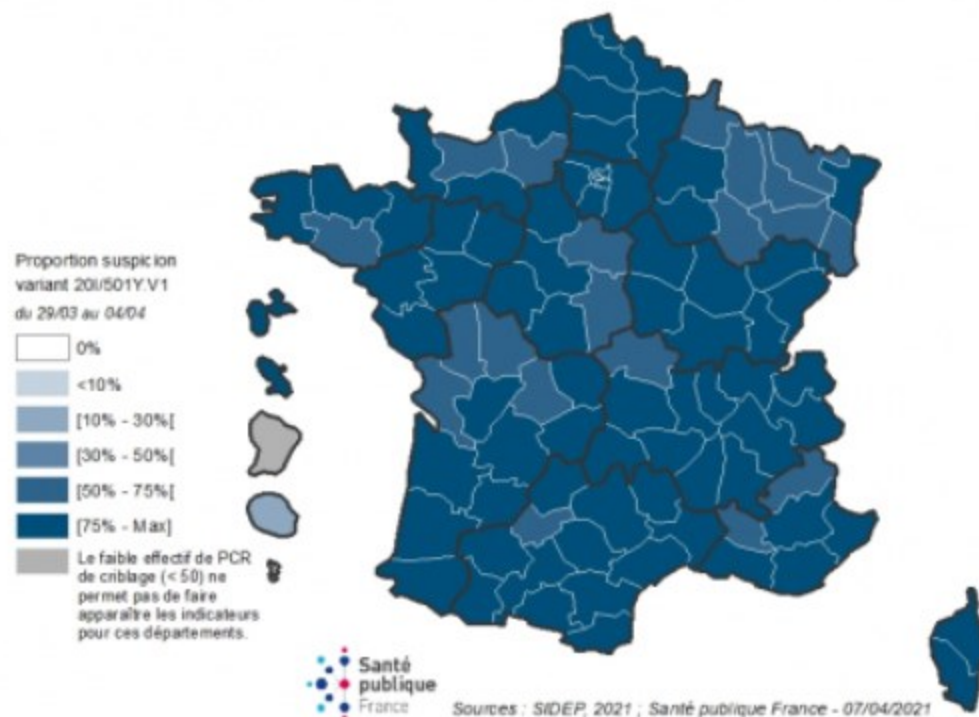 Proportion suspicion
variant 20I/501Y.V1
du 29/03 au 04/04
0%
<10%
[10% - 30%[
[30% - 50%[
[50% - 75%[
[75% - Max]
Le faible effectif de PCR
de criblage (< 50) ne
permet pas de faire
apparaître les indicateurs
pour ces départements.
Santé
publique
France
Sources : SIDEP, 2021 ; Santé publique France - 07/04/2021